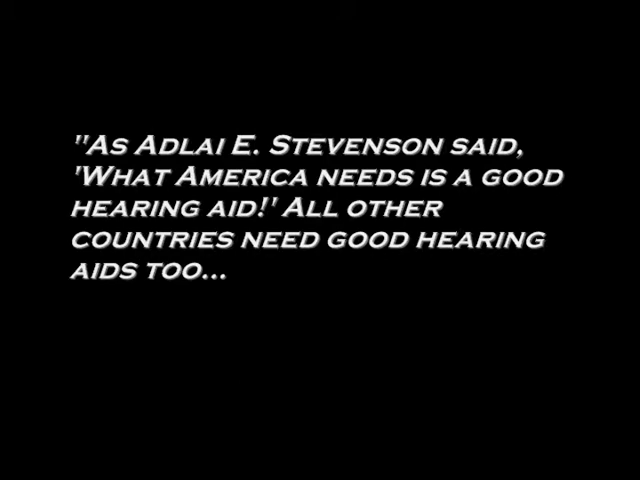 "As Adlai E. Stevenson said,
'What America needs is a good
hearing aid!' All other
countries need good hearing
aids too...